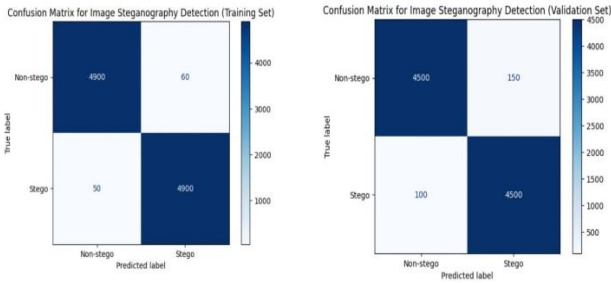 Confusion Matrix for Image Steganography Detection (Training Set)
Non-stego
4900
60
Stego
50
4900
True label
Non-stego
Stego
Predicted label
4000
3000
2000
1000
Confusion Matrix for Image Steganography Detection (Validation Set)
Non-stego
4500
150
Stego
100
4500
True label
Non-stego
Stego
Predicted label
4500
4000
3500
3000
2500
2000
1500
1000
500